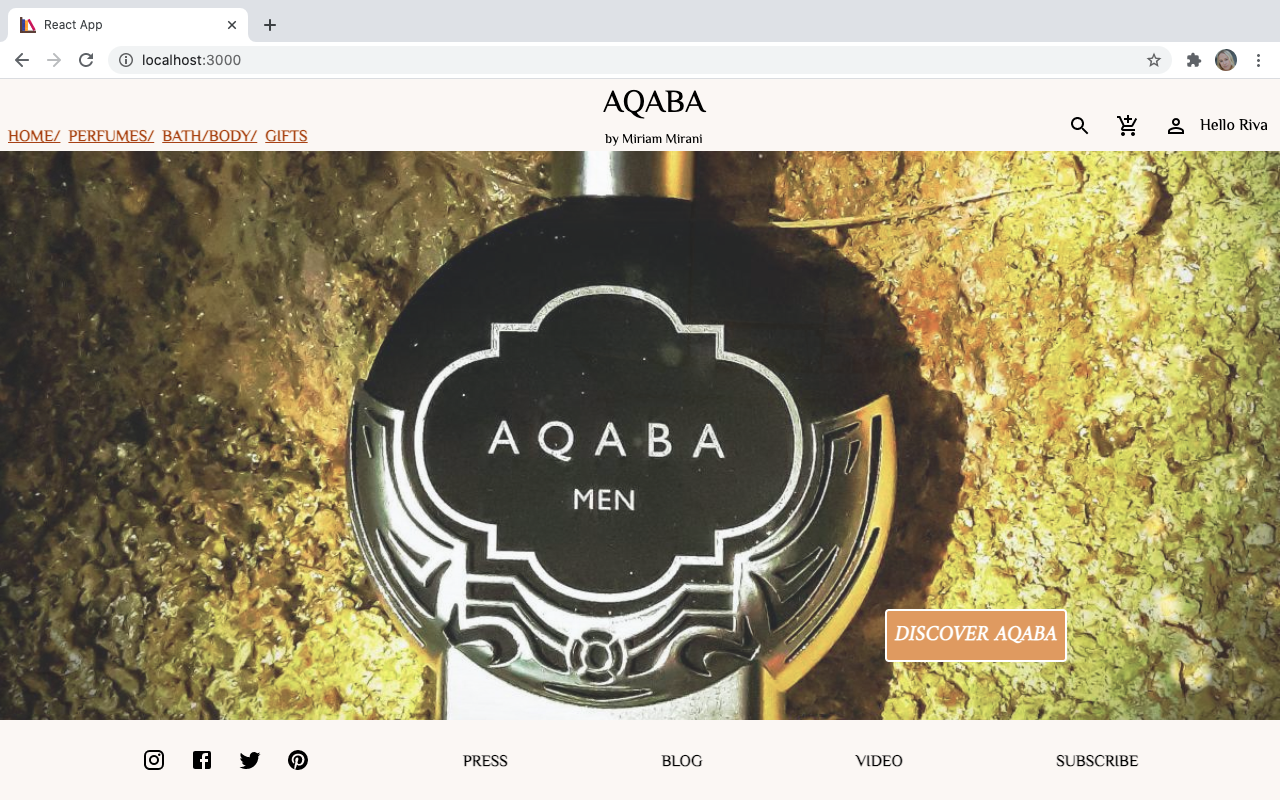 React App
localhost:3000
AQABA
by Miriam Mirani
HOME/ PERFUMES/ BATH/BODY/ GIFTS
Hello Riva
AQABA
MEN
DISCOVER AQABA
PRESS BLOG VIDEO SUBSCRIBE